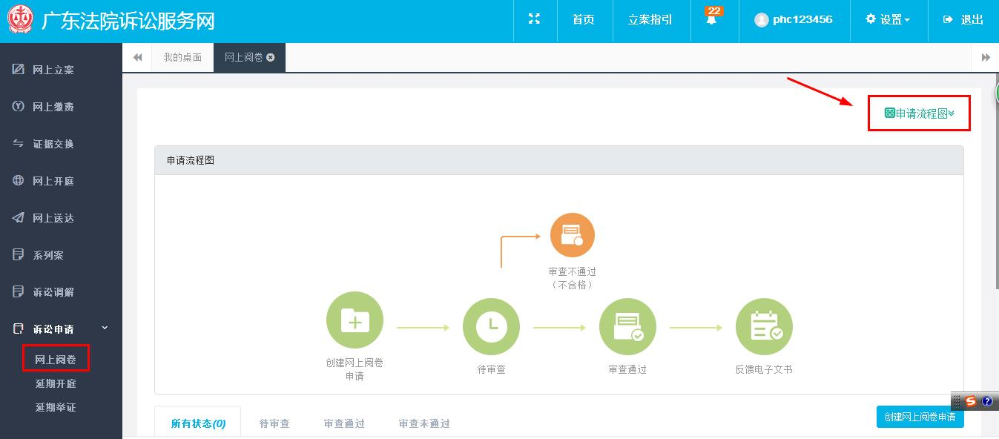 广东法院诉讼服务网
首页
立案指引
22
phc123456
设置
退出
我的桌面
网上阅卷
网上立案
网上缴费
证据交换
网上开庭
网上送达
系列案
诉讼调解
诉讼申请
网上阅卷
延期开庭
延期举证
申请流程图
申请流程图
审查不通过
（不合格）
创建网上阅卷
申请
待审查
审查通过
反馈电子文书
所有状态(0)
待审查
审查通过
审查未通过
创建网上阅卷申请